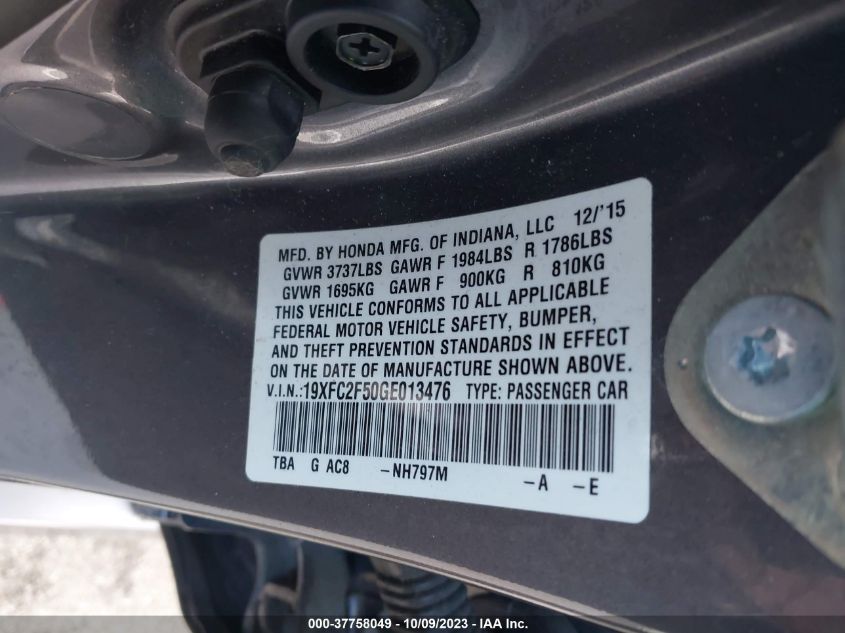 MFD. BY HONDA MFG. OF INDIANA, LLC 12/'15
GVWR 3737LBS GAWR F 1984LBS R 1786LBS
GVWR 1695KG GAWR F 900KG R 810KG
THIS VEHICLE CONFORMS TO ALL APPLICABLE
FEDERAL MOTOR VEHICLE SAFETY, BUMPER,
AND THEFT PREVENTION STANDARDS IN EFFECT
ON THE DATE OF MANUFACTURE SHOWN ABOVE.
V.I.N.:19XFC2F50GE013476 TYPE: PASSENGER CAR
TBA G AC8 -NH797M -A -E
000-37758049 - 10/09/2023 - IAA Inc.